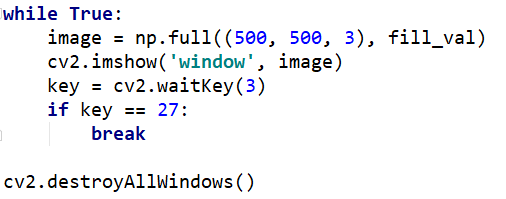 while True:
    image = np.full((500, 500, 3), fill_val)
    cv2.imshow('window', image)
    key = cv2.waitKey(3)
    if key == 27:
        break

cv2.destroyAllWindows()